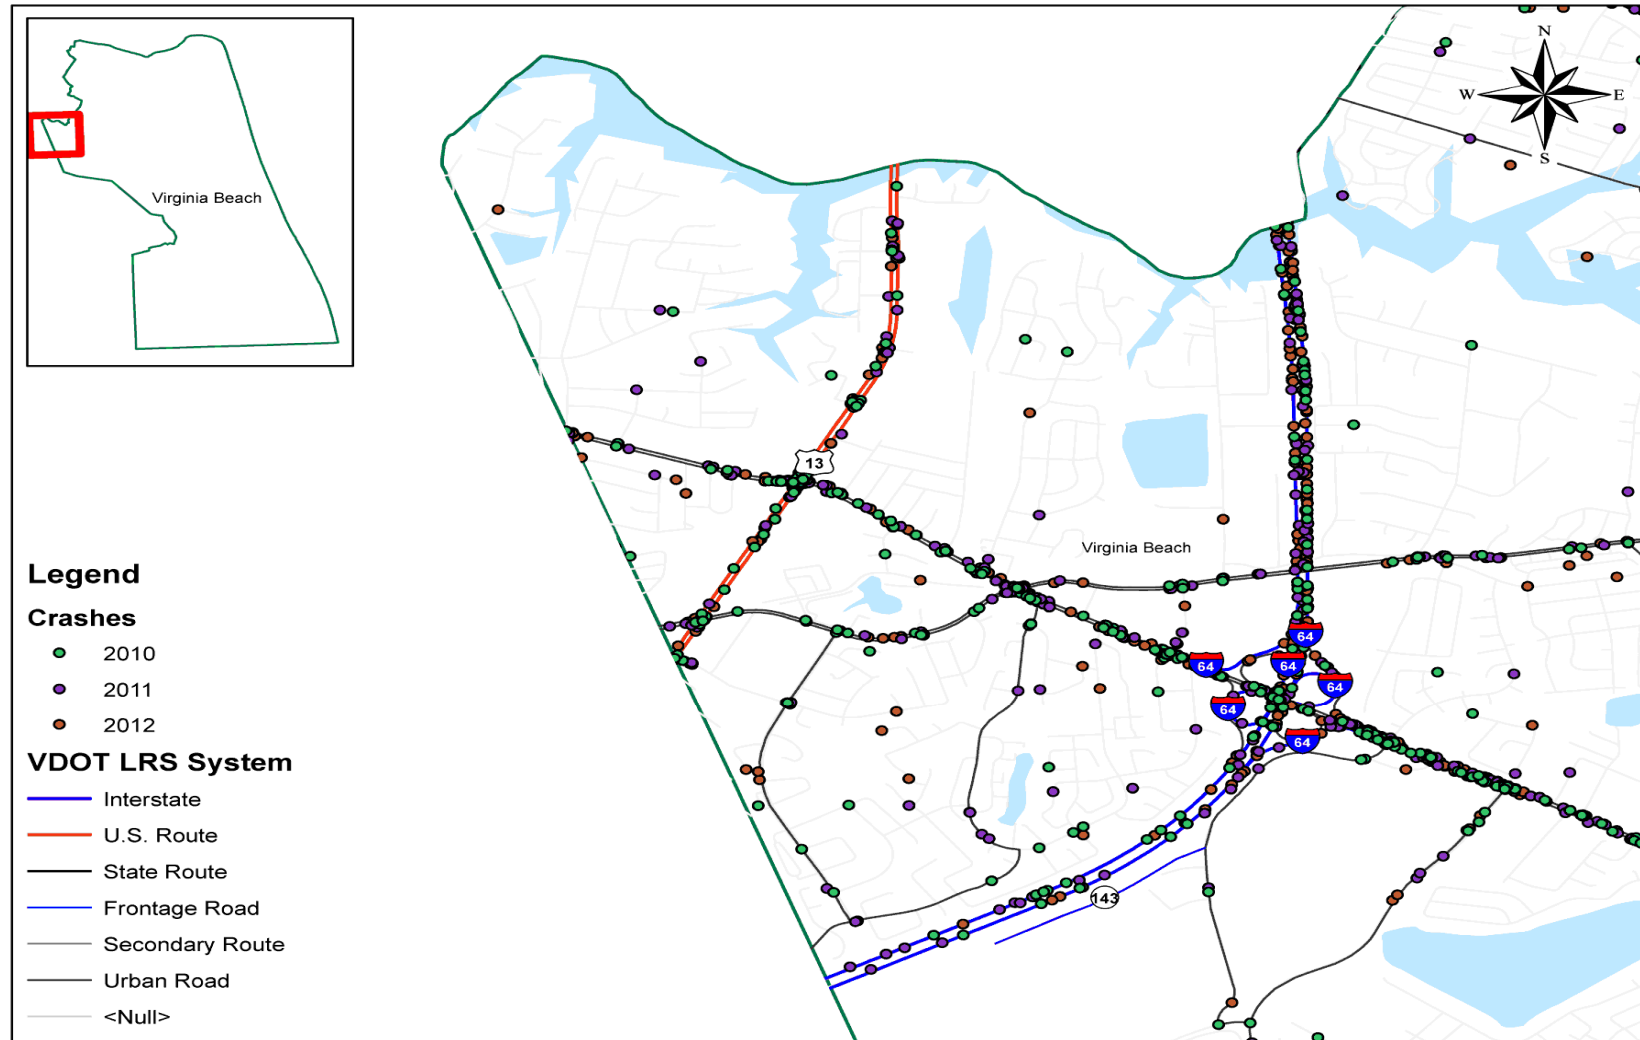 Virginia Beach
N
W
E
S
13
Virginia Beach
64
64
64
64
64
143
Legend
Crashes
2010
2011
2012
VDOT LRS System
Interstate
U.S. Route
State Route
Frontage Road
Secondary Route
Urban Road
<Null>